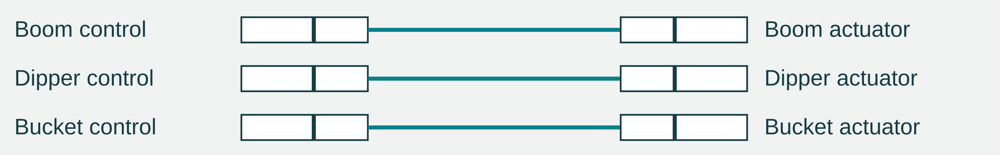 Boom control
Boom actuator
Dipper control
Dipper actuator
Bucket control
Bucket actuator